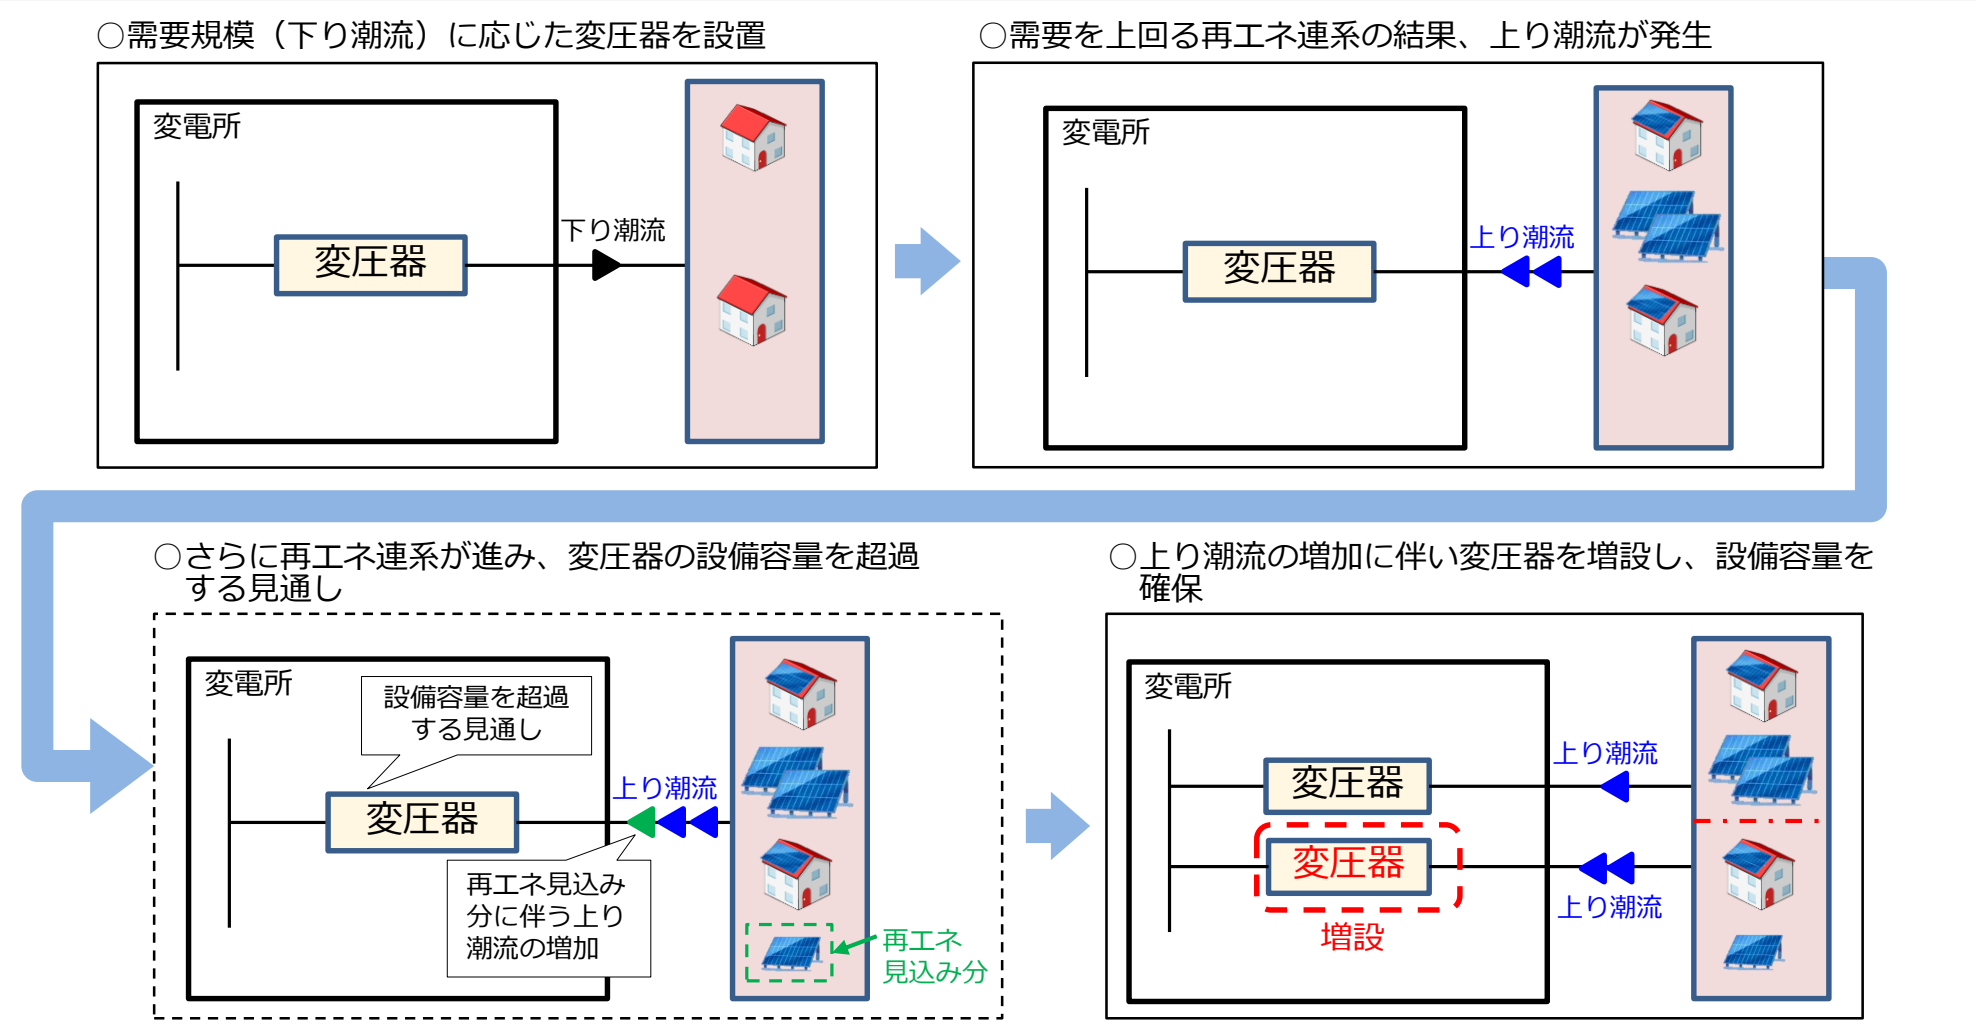 ○需要規模（下り潮流）に応じた変圧器を設置
変電所
変圧器
下り潮流
○需要を上回る再エネ連系の結果、上り潮流が発生
変電所
変圧器
上り潮流
○さらに再エネ連系が進み、変圧器の設備容量を超過
する見通し
変電所
設備容量を超過
する見通し
変圧器
上り潮流
再エネ見込み
分に伴う上り
潮流の増加
再エネ
見込み分
○上り潮流の増加に伴い変圧器を増設し、設備容量を
確保
変電所
変圧器
上り潮流
変圧器
上り潮流
増設